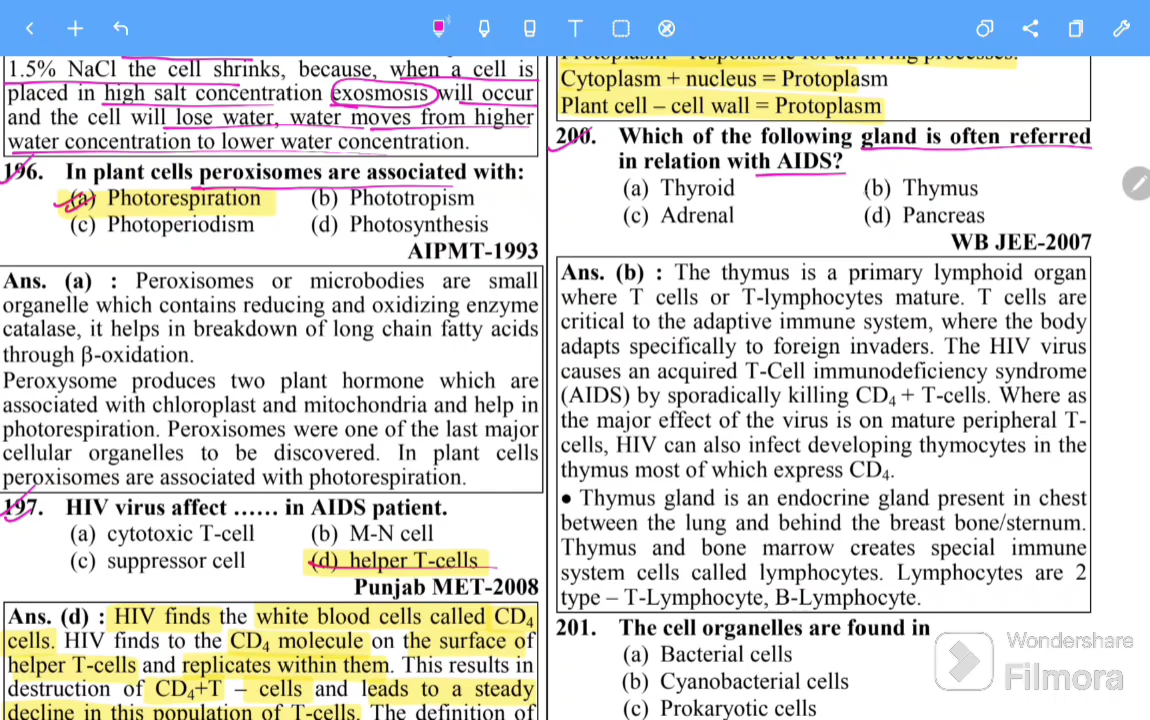 1.5% NaCl the cell shrinks, because, when a cell is
placed in high salt concentration exosmosis will occur
and the cell will lose water, water moves from higher
water concentration to lower water concentration.
196. In plant cells peroxisomes are associated with:
(a) Photorespiration (b) Phototropism
(c) Photoperiodism (d) Photosynthesis
AIPMT-1993
Ans. (a) : Peroxisomes or microbodies are small
organelle which contains reducing and oxidizing enzyme
catalase, it helps in breakdown of long chain fatty acids
through β-oxidation.
Peroxysome produces two plant hormone which are
associated with chloroplast and mitochondria and help in
photorespiration. Peroxisomes were one of the last major
cellular organelles to be discovered. In plant cells
peroxisomes are associated with photorespiration.
197. HIV virus affect …… in AIDS patient.
(a) cytotoxic T-cell (b) M-N cell
(c) suppressor cell (d) helper T-cells
Punjab MET-2008
Ans. (d) : HIV finds the white blood cells called CD₄
cells. HIV finds to the CD₄ molecule on the surface of
helper T-cells and replicates within them. This results in
destruction of CD₄+T – cells and leads to a steady
decline in this population of T-cells. The definition of
Protoplasm – responsible for all living processes.
Cytoplasm + nucleus = Protoplasm
Plant cell – cell wall = Protoplasm
200. Which of the following gland is often referred
in relation with AIDS?
(a) Thyroid (b) Thymus
(c) Adrenal (d) Pancreas
WB JEE-2007
Ans. (b) : The thymus is a primary lymphoid organ
where T cells or T-lymphocytes mature. T cells are
critical to the adaptive immune system, where the body
adapts specifically to foreign invaders. The HIV virus
causes an acquired T-Cell immunodeficiency syndrome
(AIDS) by sporadically killing CD₄ + T-cells. Where as
the major effect of the virus is on mature peripheral T-
cells, HIV can also infect developing thymocytes in the
thymus most of which express CD₄.
• Thymus gland is an endocrine gland present in chest
between the lung and behind the breast bone/sternum.
Thymus and bone marrow creates special immune
system cells called lymphocytes. Lymphocytes are 2
type – T-Lymphocyte, B-Lymphocyte.
201. The cell organelles are found in
(a) Bacterial cells
(b) Cyanobacterial cells
(c) Prokaryotic cells
Wondershare
Filmora